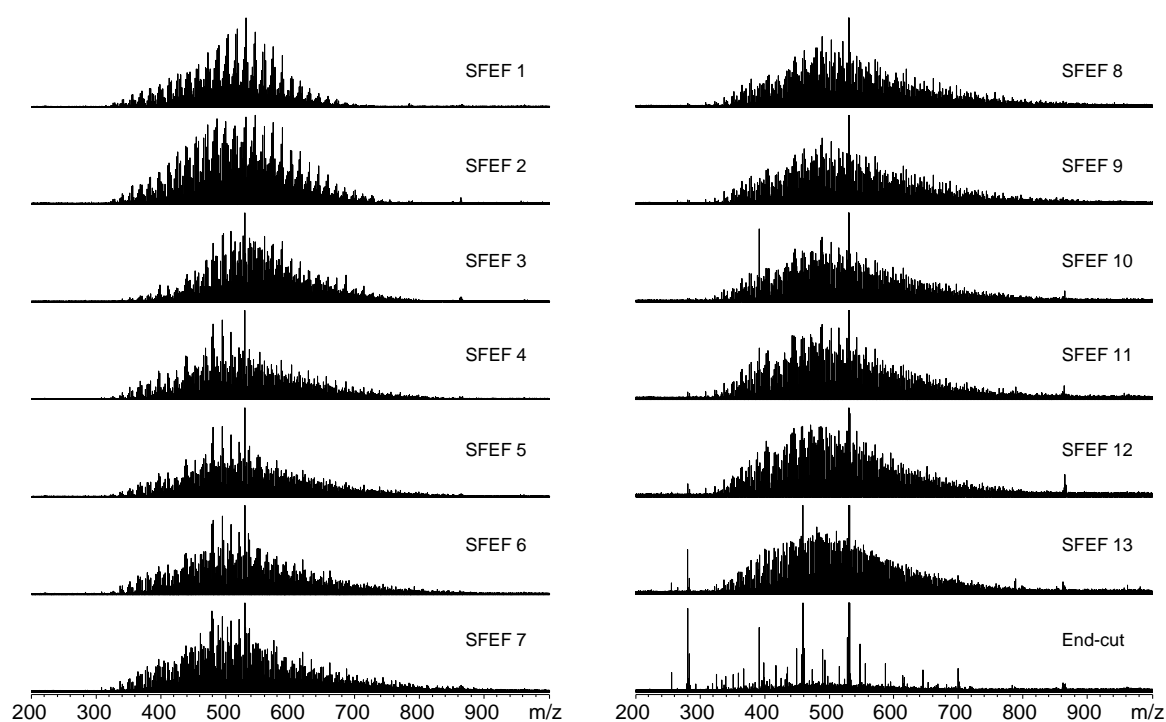 SFEF 1
SFEF 2
SFEF 3
SFEF 4
SFEF 5
SFEF 6
SFEF 7
200 300 400 500 600 700 800 900 m/z
SFEF 8
SFEF 9
SFEF 10
SFEF 11
SFEF 12
SFEF 13
End-cut
200 300 400 500 600 700 800 900 m/z